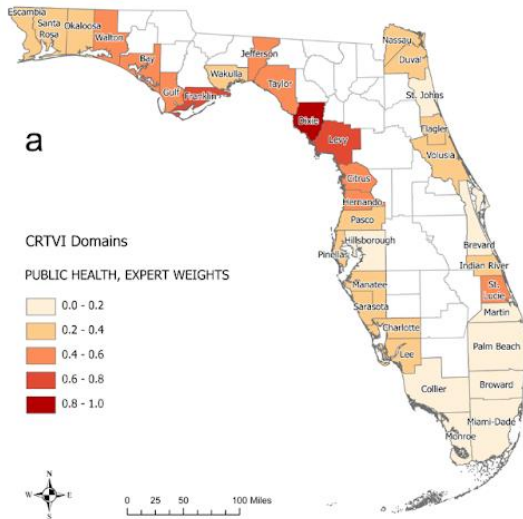 Escambia
Santa
Rosa
Okaloosa
Walton
Bay
Gulf
Franklin
Wakulla
Jefferson
Taylor
Dixie
Levy
Nassau
Duval
St. Johns
Flagler
Volusia
a
Citrus
Hernando
Pasco
Hillsborough
Pinellas
Manatee
Sarasota
Charlotte
Lee
Collier
Monroe
Brevard
Indian River
St.
Lucie
Martin
Palm Beach
Broward
Miami-Dade
CRTVI Domains
PUBLIC HEALTH, EXPERT WEIGHTS
0.0 - 0.2
0.2 - 0.4
0.4 - 0.6
0.6 - 0.8
0.8 - 1.0
N
W E
S
0 25 50 100 Miles